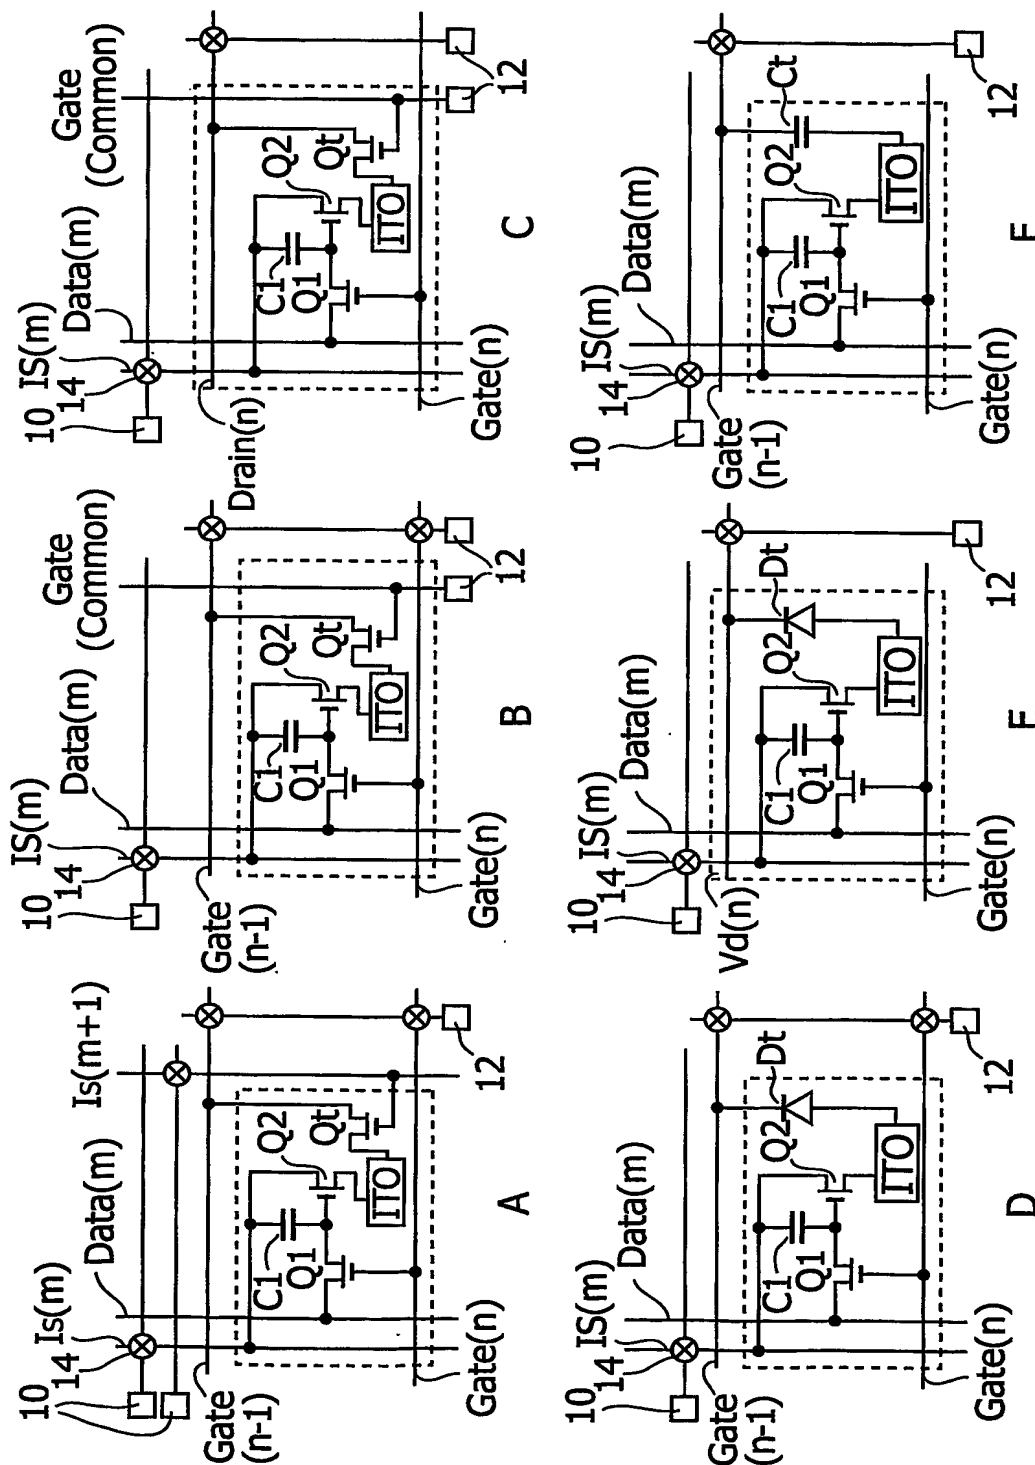 Is(m)
Data(m)
Is(m+1)
10
14
Gate
(n-1)
C1
Q1
Q2
Qt
ITO
12
Gate(n)
A
IS(m)
Data(m)
Gate
(Common)
10
14
Gate
(n-1)
C1
Q1
Q2
Qt
ITO
12
Gate(n)
B
IS(m)
Data(m)
Gate
(Common)
10
14
Drain(n)
C1
Q1
Q2
Qt
ITO
12
Gate(n)
C
IS(m)
Data(m)
10
14
Gate
(n-1)
C1
Q1
Q2
Dt
ITO
12
Gate(n)
D
IS(m)
Data(m)
10
14
Vd(n)
C1
Q1
Q2
Dt
ITO
12
Gate(n)
F
IS(m)
Data(m)
10
14
Gate
(n-1)
C1
Q1
Q2
Ct
ITO
12
Gate(n)
F